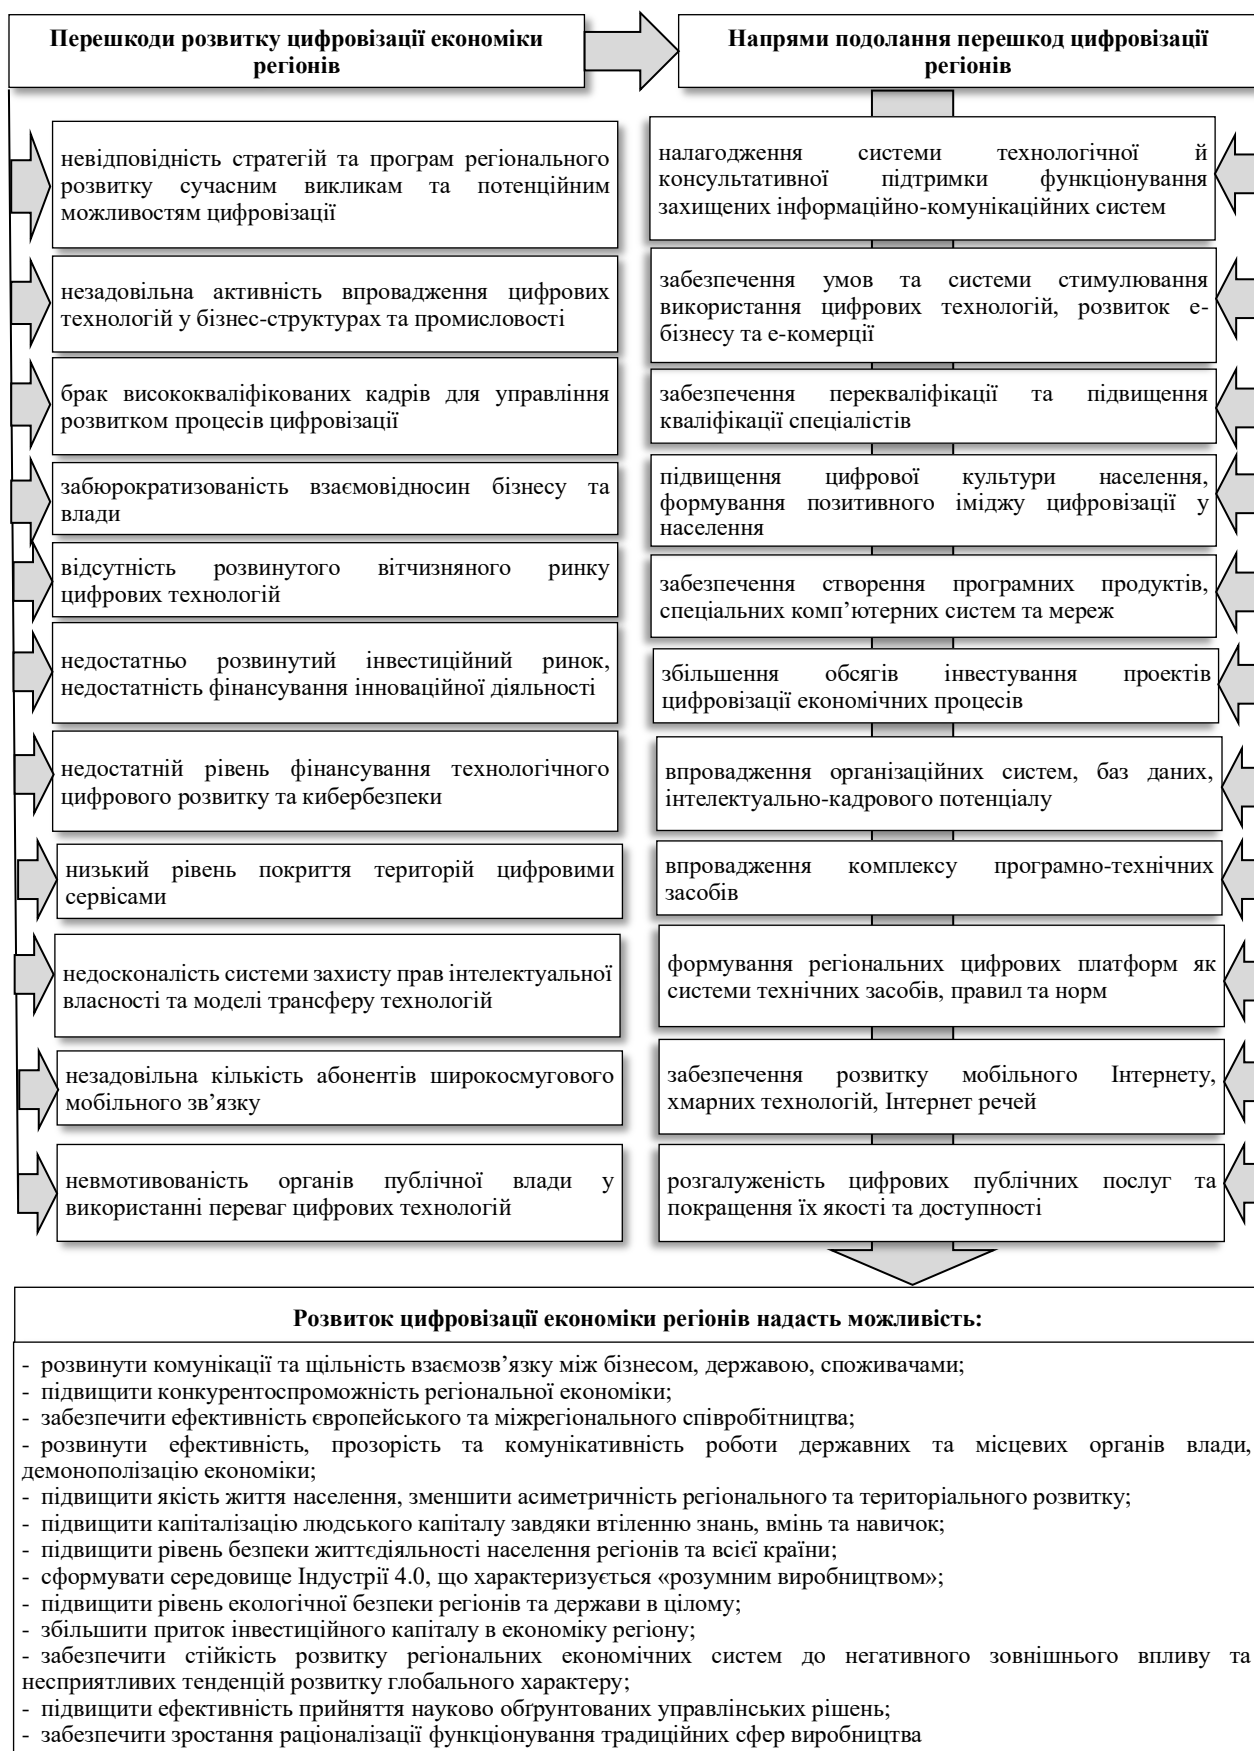 Перешкоди розвитку цифровізації економіки
регіонів
Напрями подолання перешкод цифровізації
регіонів
невідповідність стратегій та програм регіонального
розвитку сучасним викликам та потенційним
можливостям цифровізації
незадовільна активність впровадження цифрових
технологій у бізнес-структурах та промисловості
брак висококваліфікованих кадрів для управління
розвитком процесів цифровізації
забюрократизованість взаємовідносин бізнесу та
влади
відсутність розвинутого вітчизняного ринку
цифрових технологій
недостатньо розвинутий інвестиційний ринок,
недостатність фінансування інноваційної діяльності
недостатній рівень фінансування технологічного
цифрового розвитку та кибербезпеки
низький рівень покриття територій цифровими
сервісами
недосконалість системи захисту прав інтелектуальної
власності та моделі трансферу технологій
незадовільна кількість абонентів широкосмугового
мобільного зв’язку
невмотивованість органів публічної влади у
використанні переваг цифрових технологій
налагодження системи технологічної й
консультативної підтримки функціонування
захищених інформаційно-комунікаційних систем
забезпечення умов та системи стимулювання
використання цифрових технологій, розвиток е-
бізнесу та е-комерції
забезпечення перекваліфікації та підвищення
кваліфікації спеціалістів
підвищення цифрової культури населення,
формування позитивного іміджу цифровізації у
населення
забезпечення створення програмних продуктів,
спеціальних комп’ютерних систем та мереж
збільшення обсягів інвестування проектів
цифровізації економічних процесів
впровадження організаційних систем, баз даних,
інтелектуально-кадрового потенціалу
впровадження комплексу програмно-технічних
засобів
формування регіональних цифрових платформ як
системи технічних засобів, правил та норм
забезпечення розвитку мобільного Інтернету,
хмарних технологій, Інтернет речей
розгалуженість цифрових публічних послуг та
покращення їх якості та доступності
Розвиток цифровізації економіки регіонів надасть можливість:
- розвинути комунікації та щільність взаємозв’язку між бізнесом, державою, споживачами;
- підвищити конкурентоспроможність регіональної економіки;
- забезпечити ефективність європейського та міжрегіонального співробітництва;
- розвинути ефективність, прозорість та комунікативність роботи державних та місцевих органів влади,
демонополізацію економіки;
- підвищити якість життя населення, зменшити асиметричність регіонального та територіального розвитку;
- підвищити капіталізацію людського капіталу завдяки втіленню знань, вмінь та навичок;
- підвищити рівень безпеки життєдіяльності населення регіонів та всієї країни;
- сформувати середовище Індустрії 4.0, що характеризується «розумним виробництвом»;
- підвищити рівень екологічної безпеки регіонів та держави в цілому;
- збільшити приток інвестиційного капіталу в економіку регіону;
- забезпечити стійкість розвитку регіональних економічних систем до негативного зовнішнього впливу та
несприятливих тенденцій розвитку глобального характеру;
- підвищити ефективність прийняття науково обґрунтованих управлінських рішень;
- забезпечити зростання раціоналізації функціонування традиційних сфер виробництва